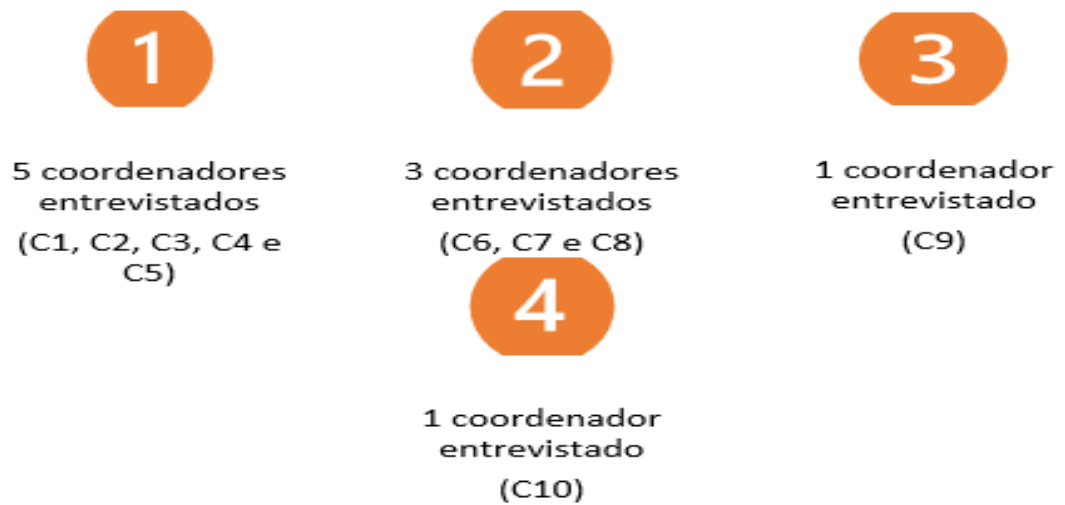 1
5 coordenadores
entrevistados
(C1, C2, C3, C4 e
C5)
2
3 coordenadores
entrevistados
(C6, C7 e C8)
3
1 coordenador
entrevistado
(C9)
4
1 coordenador
entrevistado
(C10)